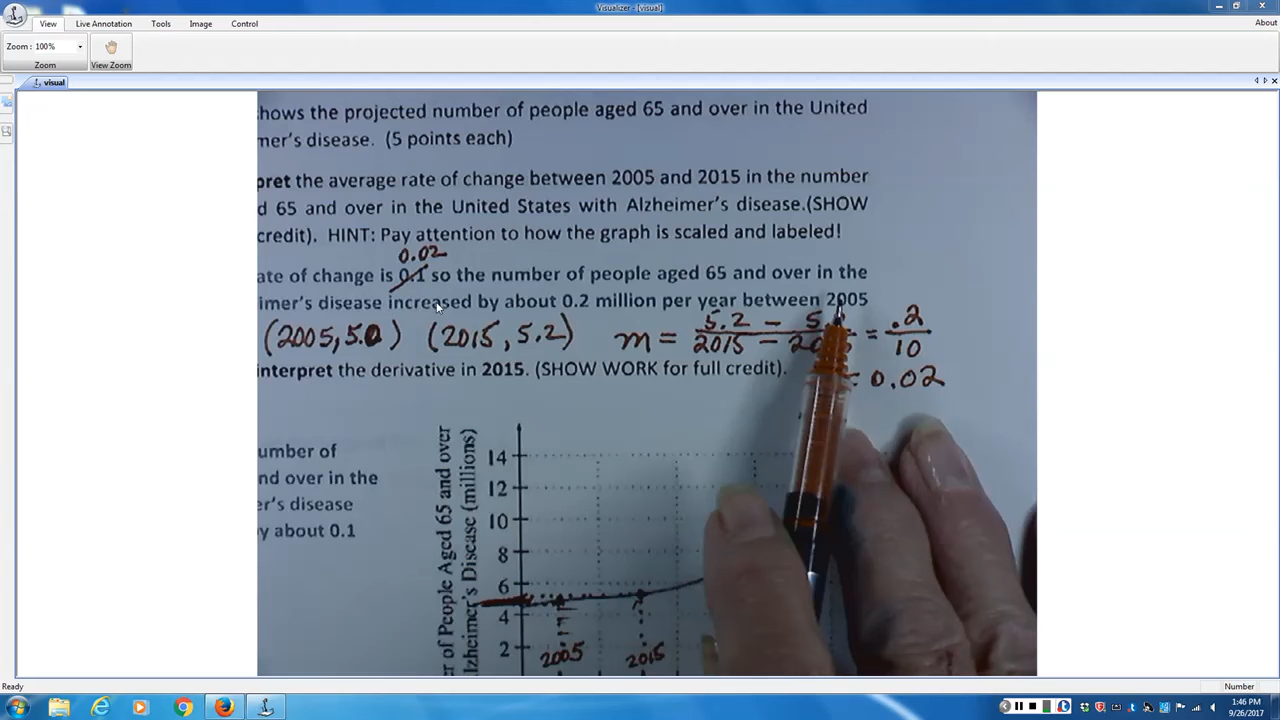 Visualizer - [visual]
View Live Annotation Tools Image Control About
Zoom : 100%
View Zoom
Zoom
visual
hows the projected number of people aged 65 and over in the United
mer's disease. (5 points each)
pret the average rate of change between 2005 and 2015 in the number
d 65 and over in the United States with Alzheimer's disease.(SHOW
credit). HINT: Pay attention to how the graph is scaled and labeled!
0.02
ate of change is 0.1 so the number of people aged 65 and over in the
imer's disease increased by about 0.2 million per year between 2005
(2005, 5.0) (2015, 5.2) m = 5.2 - 5. = .2
2015 - 20 10
interpret the derivative in 2015. (SHOW WORK for full credit). = 0.02
umber of
nd over in the
er's disease
y about 0.1
er of People Aged 65 and over
lzheimer's Disease (millions)
14
12
10
8
6
4
2
2005 2015
Ready Number
1:46 PM
9/26/2017